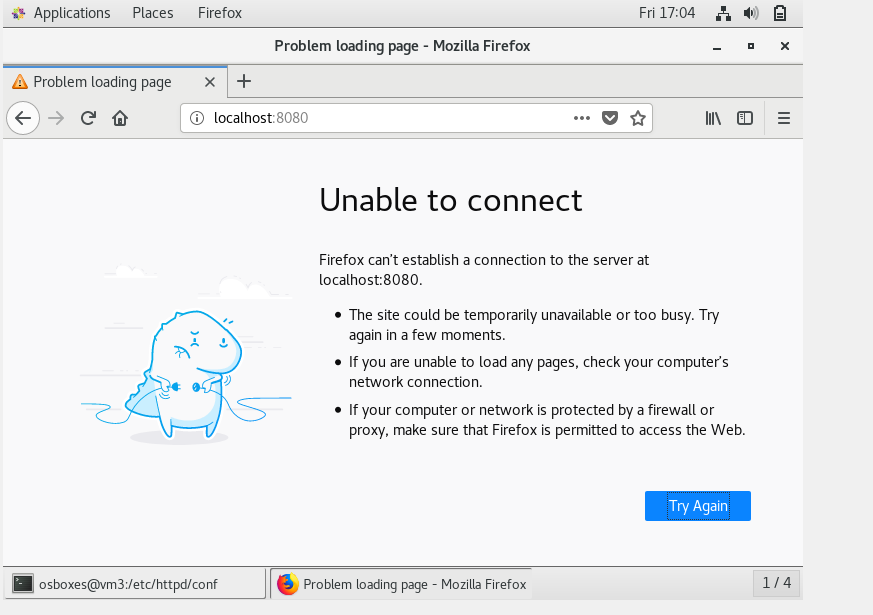 Applications Places Firefox Fri 17:04
Problem loading page - Mozilla Firefox
Problem loading page
localhost:8080
Unable to connect
Firefox can’t establish a connection to the server at
localhost:8080.
The site could be temporarily unavailable or too busy. Try
again in a few moments.
If you are unable to load any pages, check your computer’s
network connection.
If your computer or network is protected by a firewall or
proxy, make sure that Firefox is permitted to access the Web.
Try Again
osboxes@vm3:/etc/httpd/conf Problem loading page - Mozilla Firefox 1 / 4